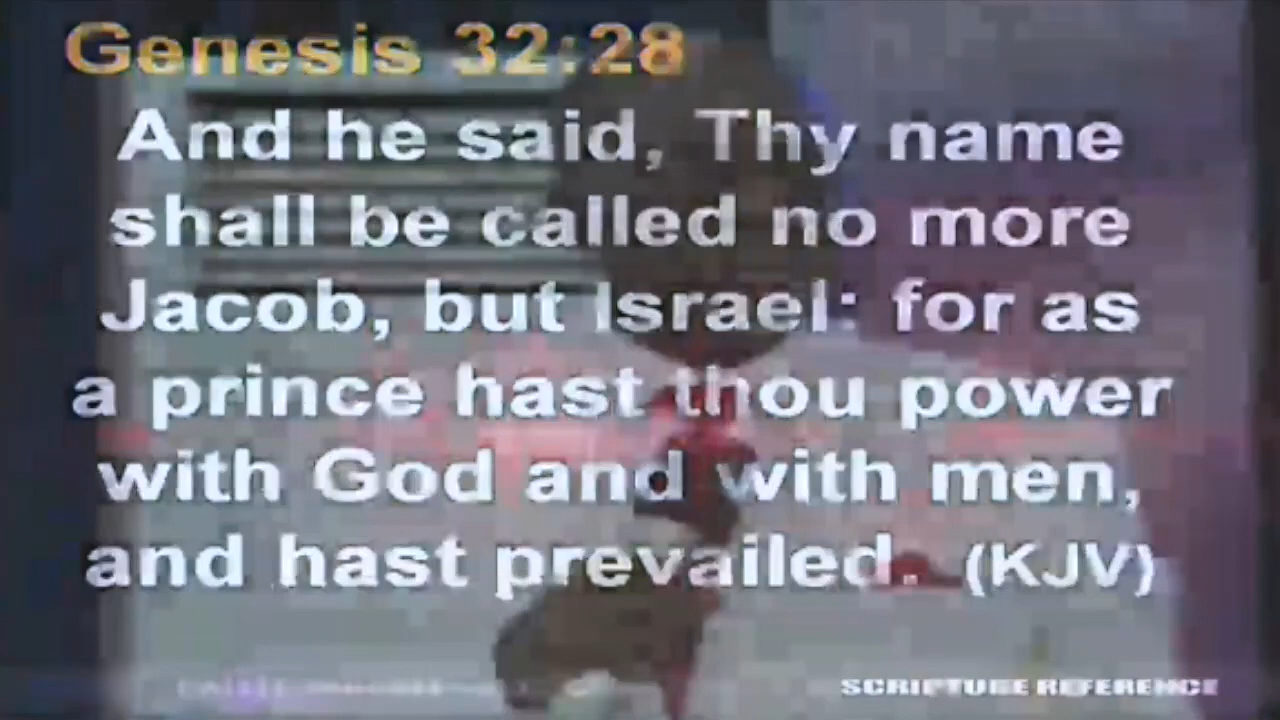 Genesis 32:28
And he said, Thy name
shall be called no more
Jacob, but Israel: for as
a prince hast thou power
with God and with men,
and hast prevailed. (KJV)
SCRIPTURE REFERENCE